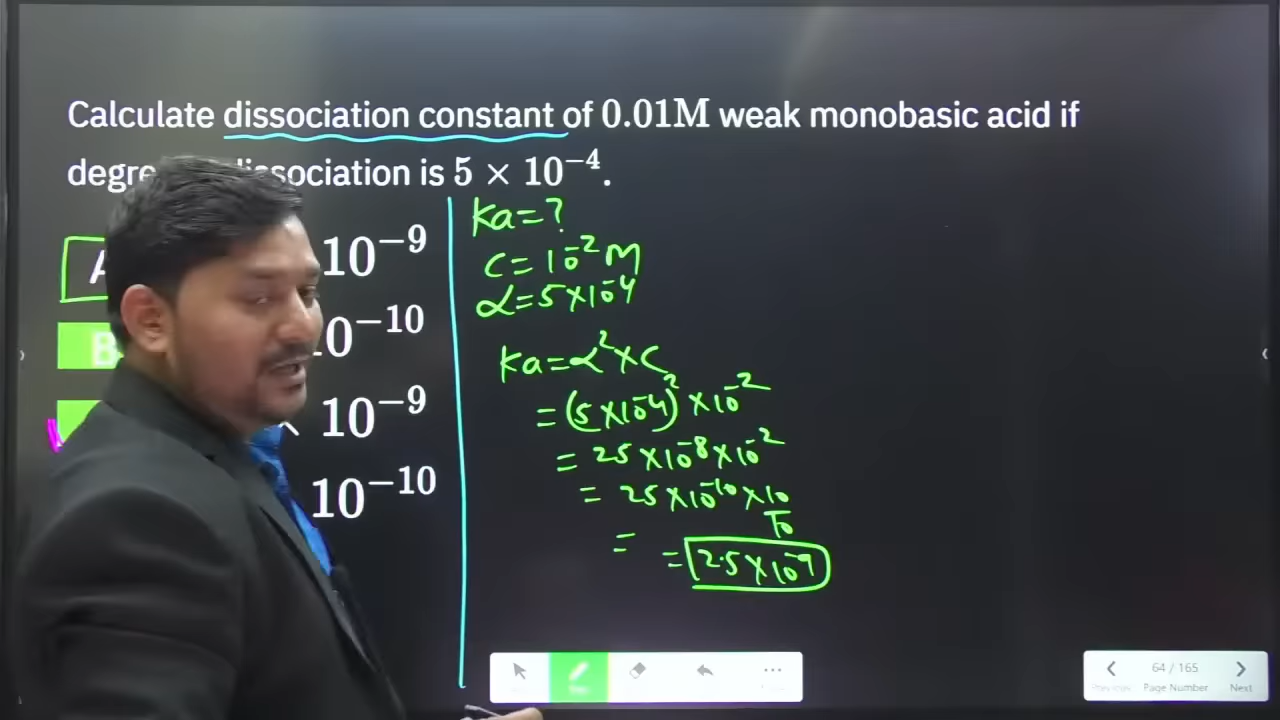 Calculate dissociation constant of 0.01M weak monobasic acid if
degre dissociation is 5 × 10⁻⁴.
A 10⁻⁹
B 0⁻¹⁰
10⁻⁹
10⁻¹⁰
Ka=?
C=10⁻²M
α=5×10⁻⁴
Ka=α²×C
=(5×10⁻⁴)²×10⁻²
=25×10⁻⁸×10⁻²
=25×10⁻¹⁰×10/10
=
=2.5×10⁻⁹
64 / 165
Page Number
Next